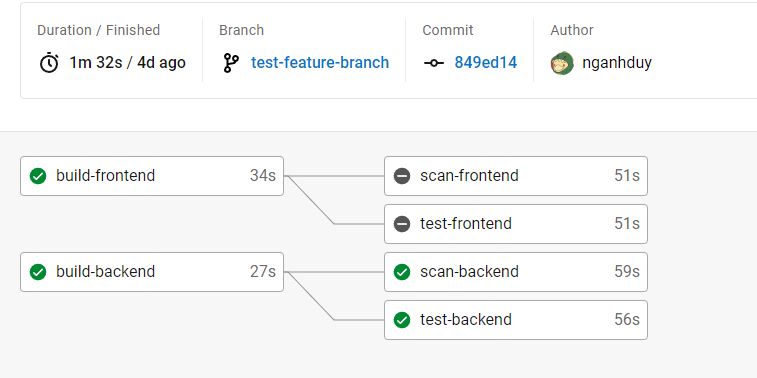 Duration / Finished
Branch
Commit
Author
1m 32s / 4d ago
test-feature-branch
849ed14
nganhduy
build-frontend 34s
scan-frontend 51s
test-frontend 51s
build-backend 27s
scan-backend 59s
test-backend 56s